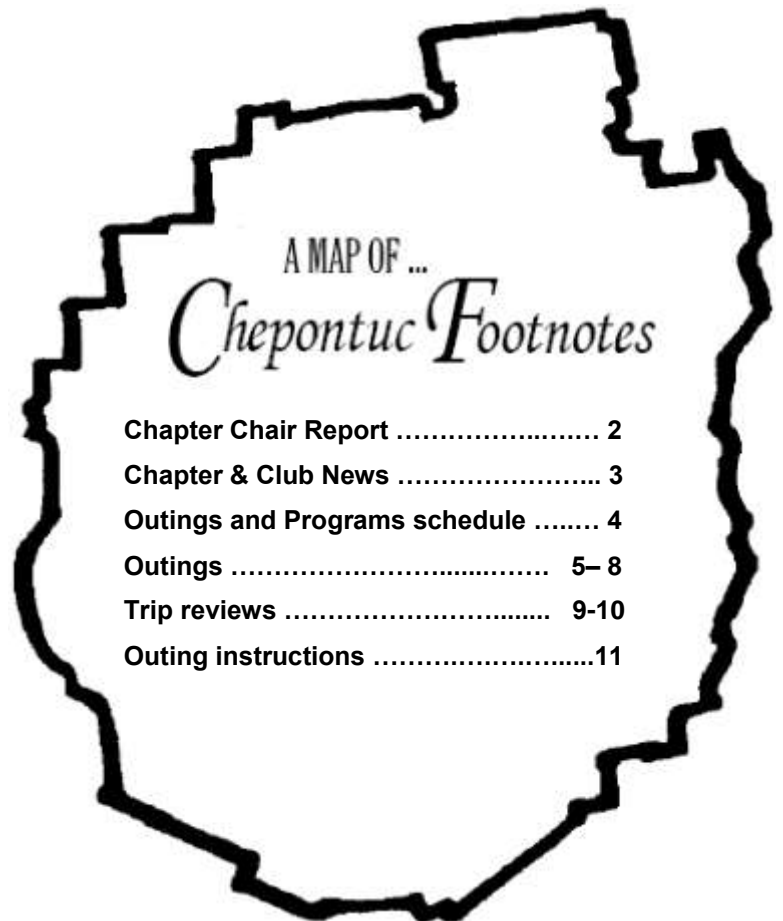 A MAP OF ...
Chepontuc Footnotes
Chapter Chair Report …….……….…..…..…… 2
Chapter & Club News …………………... 3
Outings and Programs schedule …..… 4
Outings …………………….......……. 5– 8
Trip reviews ……………………........ 9-10
Outing instructions ……….….….…......11